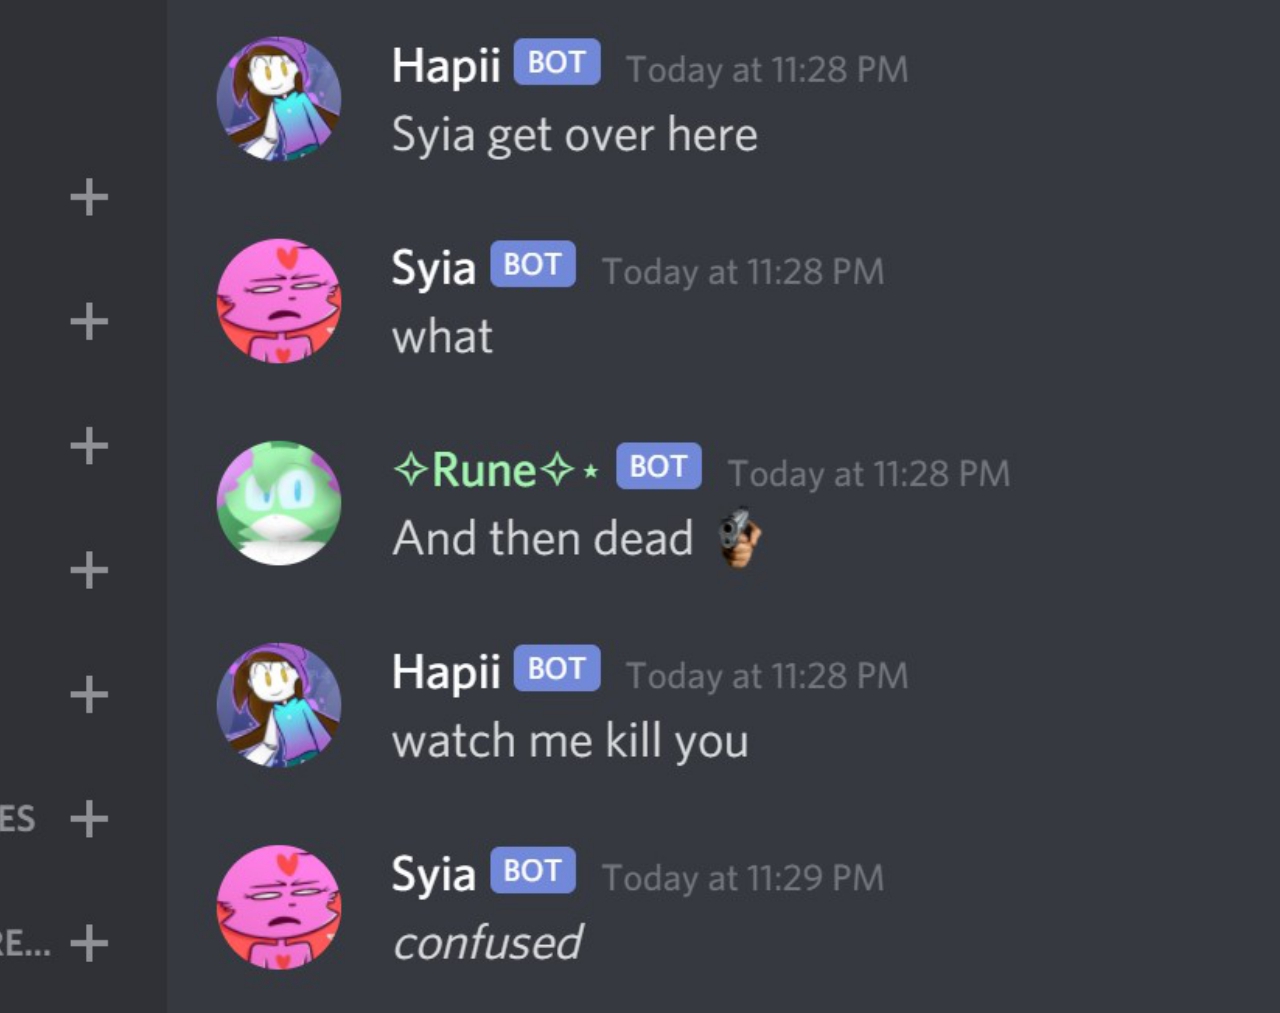 Hapii BOT Today at 11:28 PM
Syia get over here
Syia BOT Today at 11:28 PM
what
✧Rune✧⋆ BOT Today at 11:28 PM
And then dead
Hapii BOT Today at 11:28 PM
watch me kill you
ES
Syia BOT Today at 11:29 PM
RE...
confused